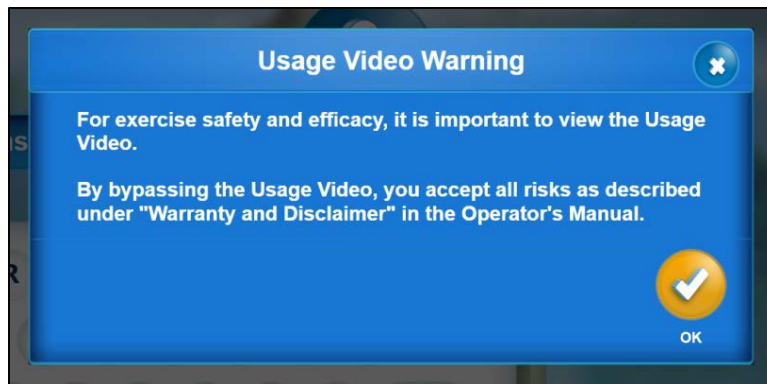 Usage Video Warning
For exercise safety and efficacy, it is important to view the Usage
Video.
By bypassing the Usage Video, you accept all risks as described
under "Warranty and Disclaimer" in the Operator's Manual.
OK